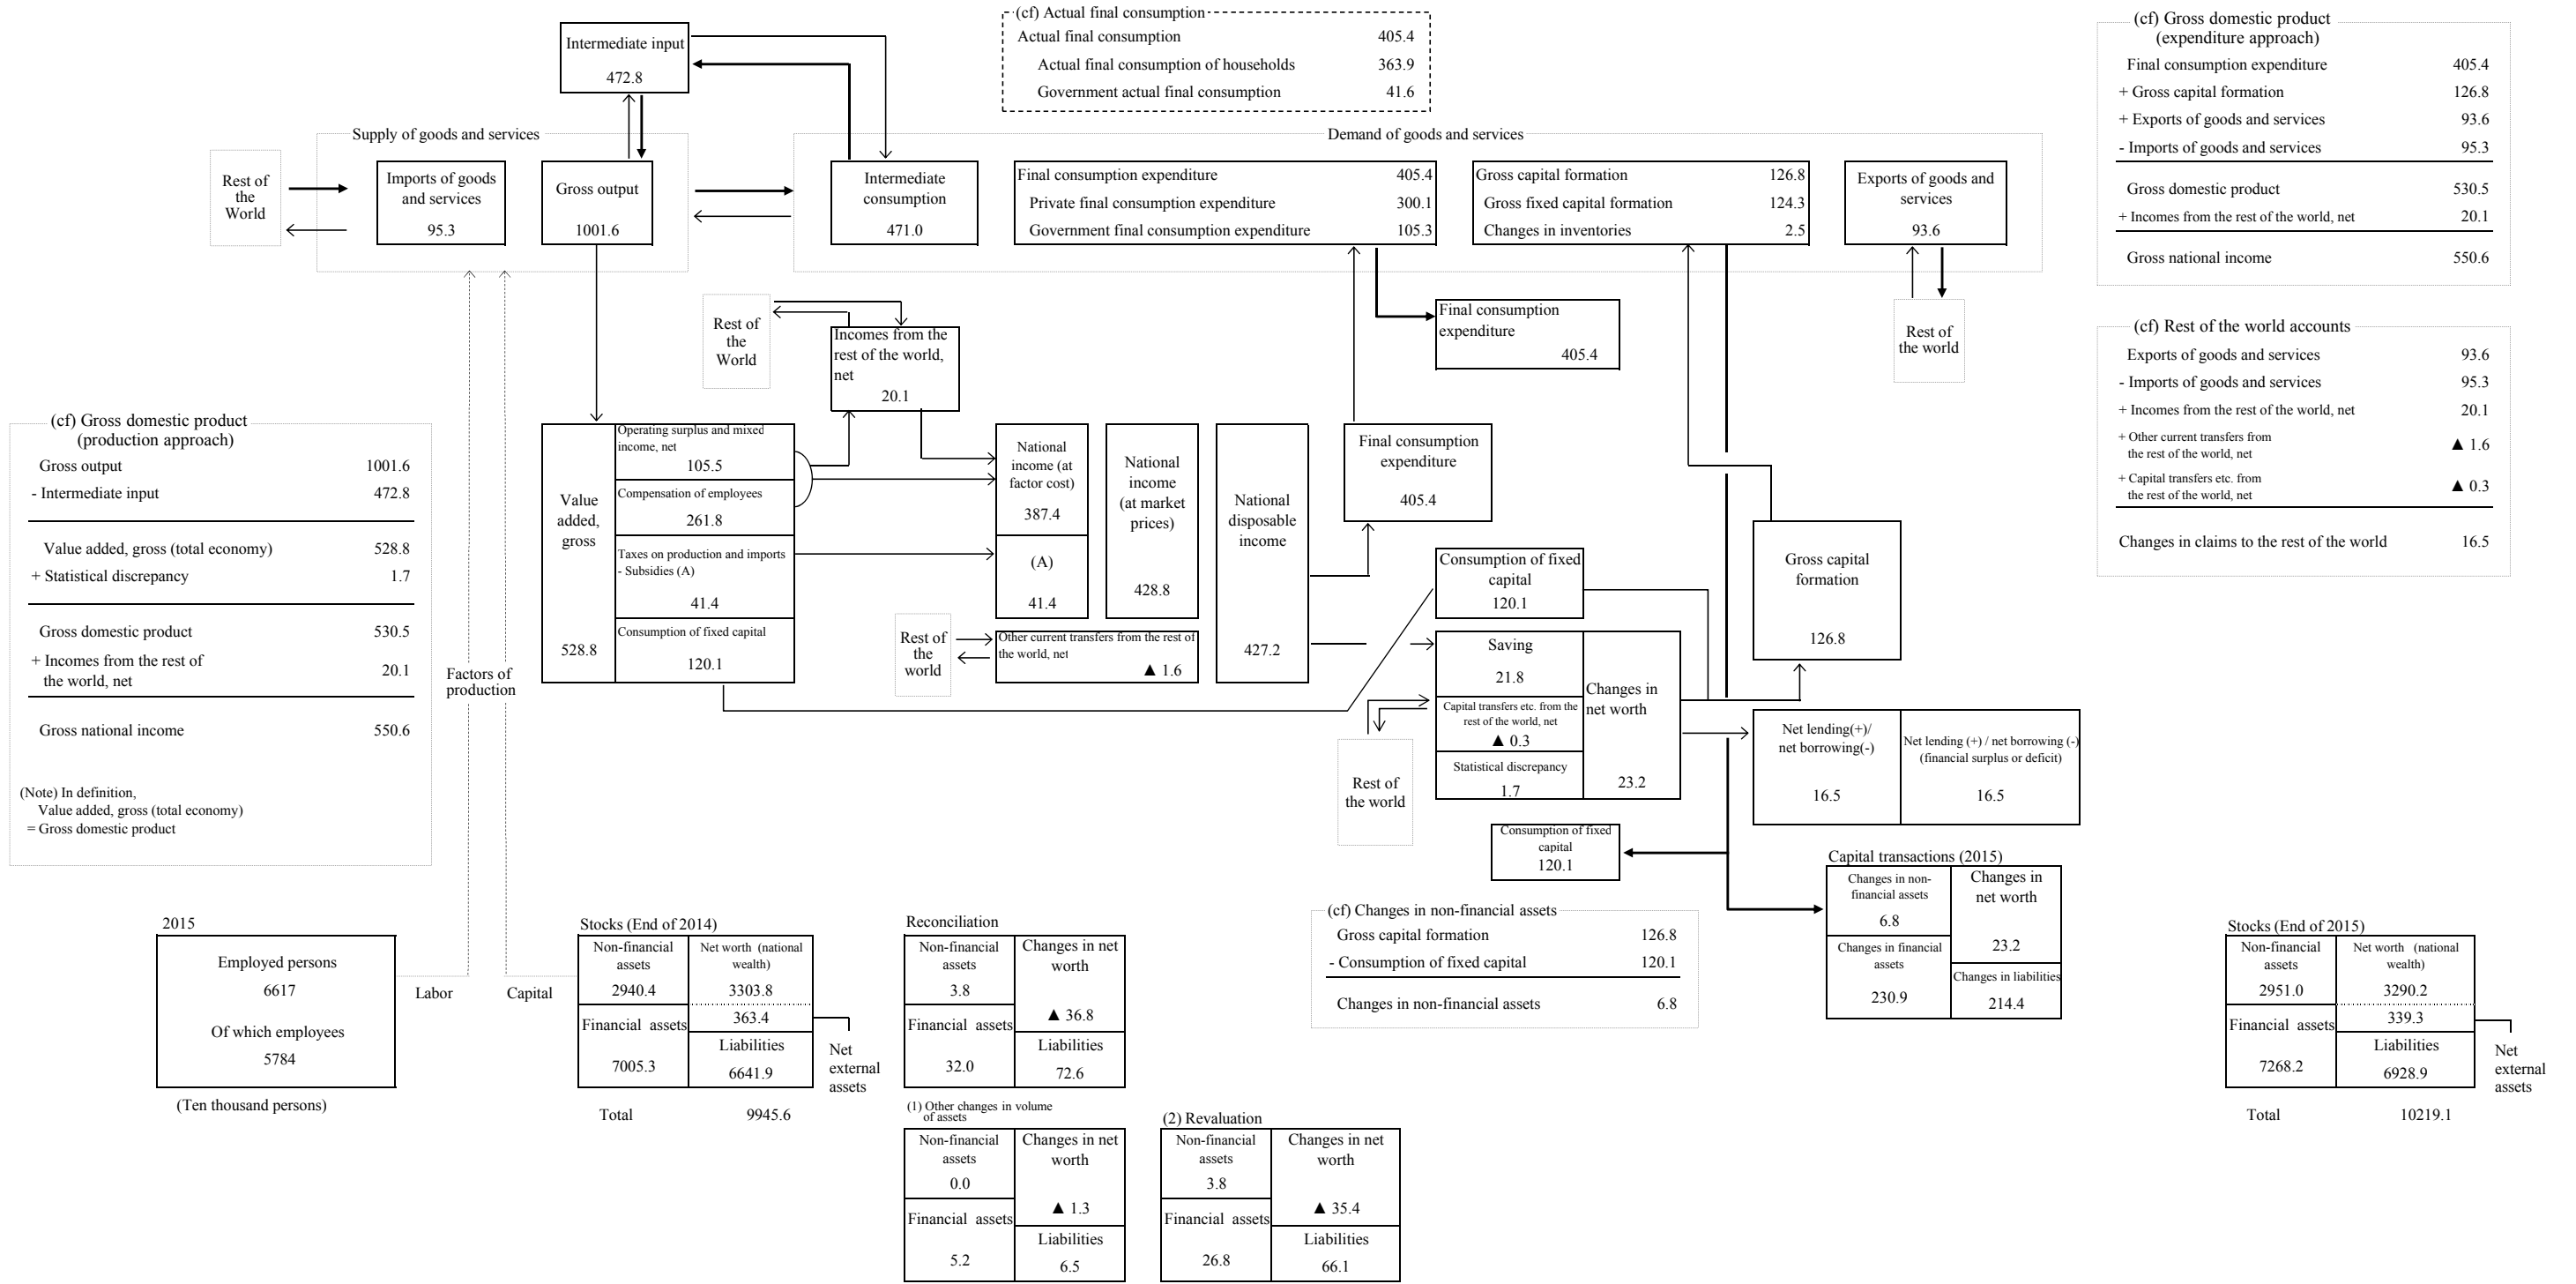 (cf) Actual final consumption
Actual final consumption 405.4
Actual final consumption of households 363.9
Government actual final consumption 41.6
(cf) Gross domestic product
(expenditure approach)
Final consumption expenditure 405.4
+ Gross capital formation 126.8
+ Exports of goods and services 93.6
- Imports of goods and services 95.3
Gross domestic product 530.5
+ Incomes from the rest of the world, net 20.1
Gross national income 550.6
Intermediate input
472.8
Supply of goods and services
Rest of
the
World
Imports of goods
and services
95.3
Gross output
1001.6
Demand of goods and services
Intermediate
consumption
471.0
Final consumption expenditure 405.4
Private final consumption expenditure 300.1
Government final consumption expenditure 105.3
Gross capital formation 126.8
Gross fixed capital formation 124.3
Changes in inventories 2.5
Exports of goods and
services
93.6
Rest of
the
World
Incomes from the
rest of the world,
net
20.1
Final consumption
expenditure
405.4
Rest of
the world
(cf) Rest of the world accounts
Exports of goods and services 93.6
- Imports of goods and services 95.3
+ Incomes from the rest of the world, net 20.1
+ Other current transfers from
the rest of the world, net ▲ 1.6
+ Capital transfers etc. from
the rest of the world, net ▲ 0.3
Changes in claims to the rest of the world 16.5
(cf) Gross domestic product
(production approach)
Gross output 1001.6
- Intermediate input 472.8
Value added, gross (total economy) 528.8
+ Statistical discrepancy 1.7
Gross domestic product 530.5
+ Incomes from the rest of
the world, net 20.1
Gross national income 550.6
(Note) In definition,
Value added, gross (total economy)
= Gross domestic product
Factors of
production
Value
added,
gross
528.8
Operating surplus and mixed
income, net
105.5
Compensation of employees
261.8
Taxes on production and imports
- Subsidies (A)
41.4
Consumption of fixed capital
120.1
National
income (at
factor cost)
387.4
(A)
41.4
National
income
(at market
prices)
428.8
Rest of
the
world
Other current transfers from the rest of
the world, net
▲ 1.6
National
disposable
income
427.2
Final consumption
expenditure
405.4
Consumption of fixed
capital
120.1
Saving
21.8
Capital transfers etc. from the
rest of the world, net
▲ 0.3
Statistical discrepancy
1.7
Changes in
net worth
23.2
Rest of
the world
Gross capital
formation
126.8
Net lending(+)/
net borrowing(-)
16.5
Net lending (+) / net borrowing (-)
(financial surplus or deficit)
16.5
Consumption of fixed
capital
120.1
Capital transactions (2015)
Changes in non-
financial assets
6.8
Changes in financial
assets
230.9
Changes in
net worth
23.2
Changes in liabilities
214.4
(cf) Changes in non-financial assets
Gross capital formation 126.8
- Consumption of fixed capital 120.1
Changes in non-financial assets 6.8
2015
Employed persons
6617
Of which employees
5784
(Ten thousand persons)
Labor
Capital
Stocks (End of 2014)
Non-financial
assets
2940.4
Financial assets
7005.3
Net worth (national
wealth)
3303.8
363.4
Liabilities
6641.9
Net
external
assets
Total 9945.6
Reconciliation
Non-financial
assets
3.8
Financial assets
32.0
Changes in net
worth
▲ 36.8
Liabilities
72.6
(1) Other changes in volume
of assets
Non-financial
assets
0.0
Financial assets
5.2
Changes in net
worth
▲ 1.3
Liabilities
6.5
(2) Revaluation
Non-financial
assets
3.8
Financial assets
26.8
Changes in net
worth
▲ 35.4
Liabilities
66.1
Stocks (End of 2015)
Non-financial
assets
2951.0
Financial assets
7268.2
Net worth (national
wealth)
3290.2
339.3
Liabilities
6928.9
Net
external
assets
Total 10219.1